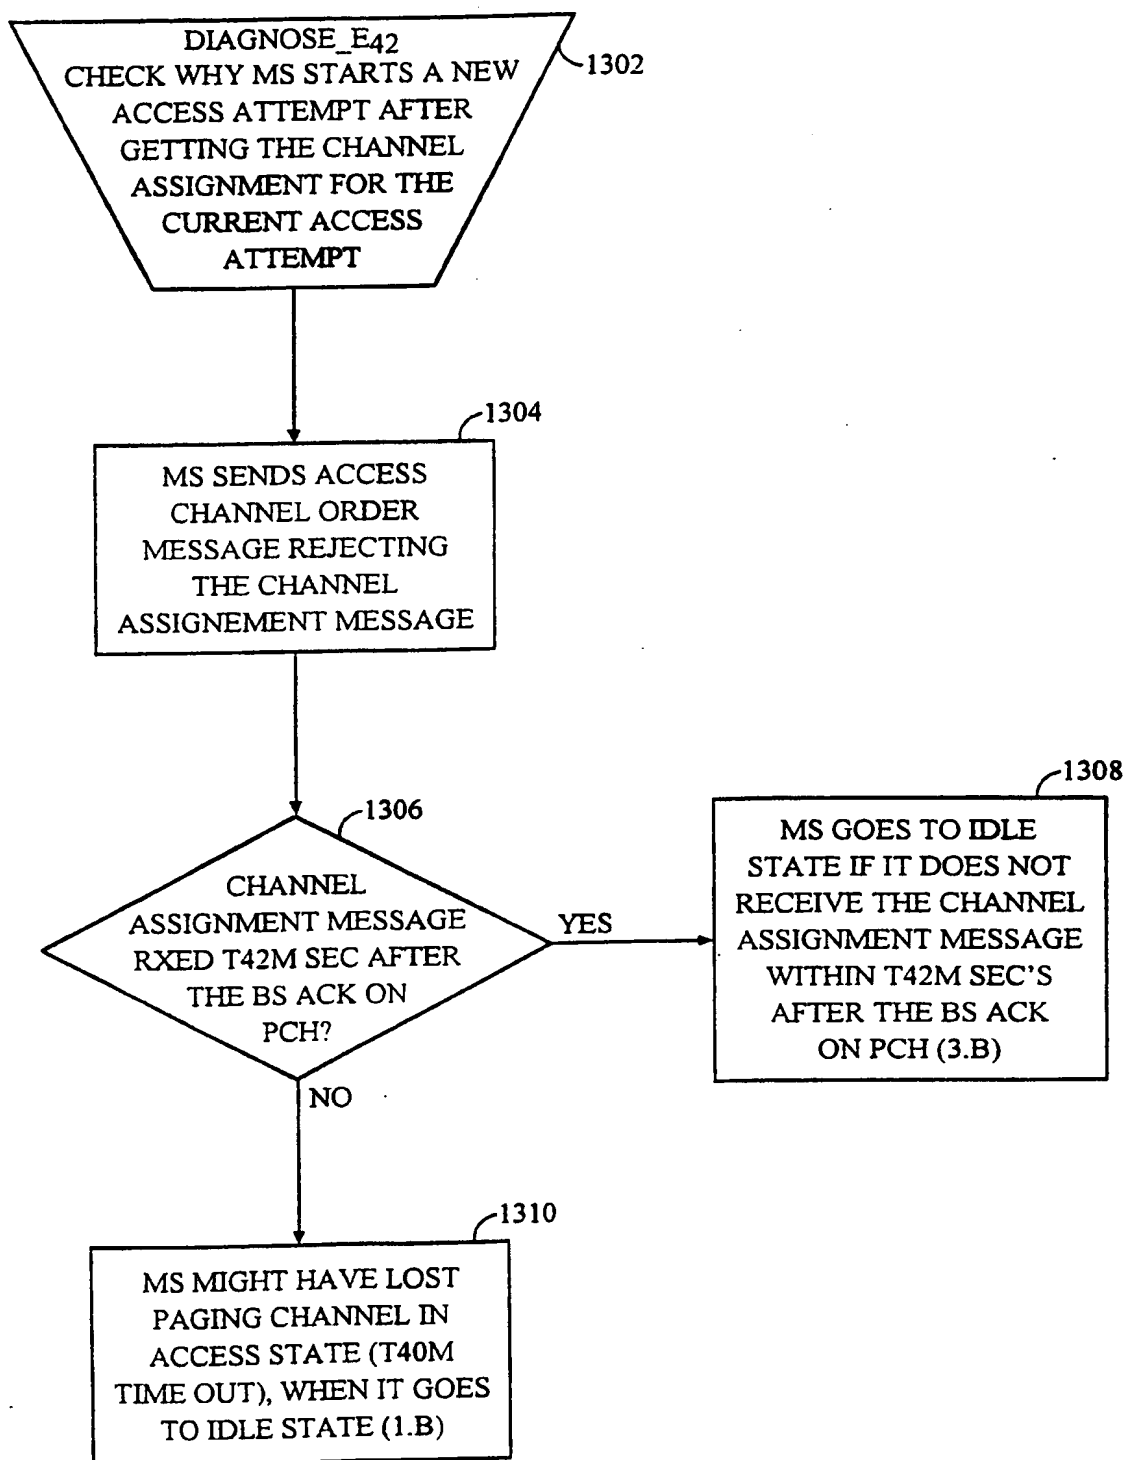 DIAGNOSE_E42
CHECK WHY MS STARTS A NEW
ACCESS ATTEMPT AFTER
GETTING THE CHANNEL
ASSIGNMENT FOR THE
CURRENT ACCESS
ATTEMPT
1302
1304
MS SENDS ACCESS
CHANNEL ORDER
MESSAGE REJECTING
THE CHANNEL
ASSIGNEMENT MESSAGE
1306
CHANNEL
ASSIGNMENT MESSAGE
RXED T42M SEC AFTER
THE BS ACK ON
PCH?
YES
1308
MS GOES TO IDLE
STATE IF IT DOES NOT
RECEIVE THE CHANNEL
ASSIGNMENT MESSAGE
WITHIN T42M SEC'S
AFTER THE BS ACK
ON PCH (3.B)
NO
1310
MS MIGHT HAVE LOST
PAGING CHANNEL IN
ACCESS STATE (T40M
TIME OUT), WHEN IT GOES
TO IDLE STATE (1.B)